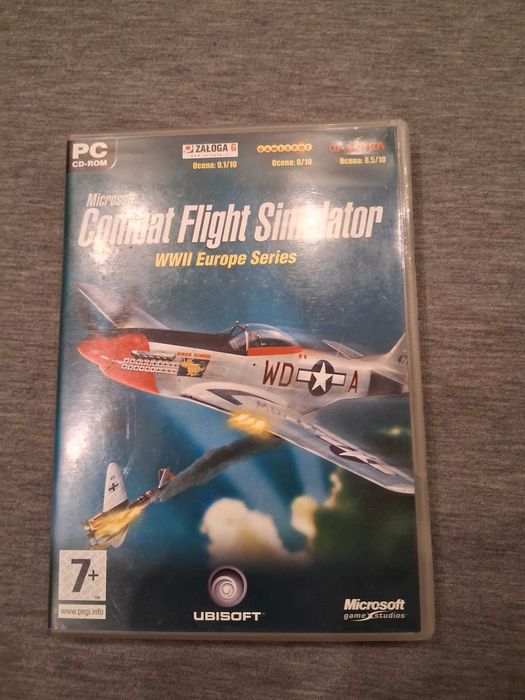 PC
CD-ROM
ZAŁOGA G
Ocena: 9.1/10
GAMESPOT
Ocena: 8/10
Ocena: 8.5/10
Microsoft
Combat Flight Simulator
WWII Europe Series
WD A
47
7+
www.pegi.info
UBISOFT
Microsoft
game studios